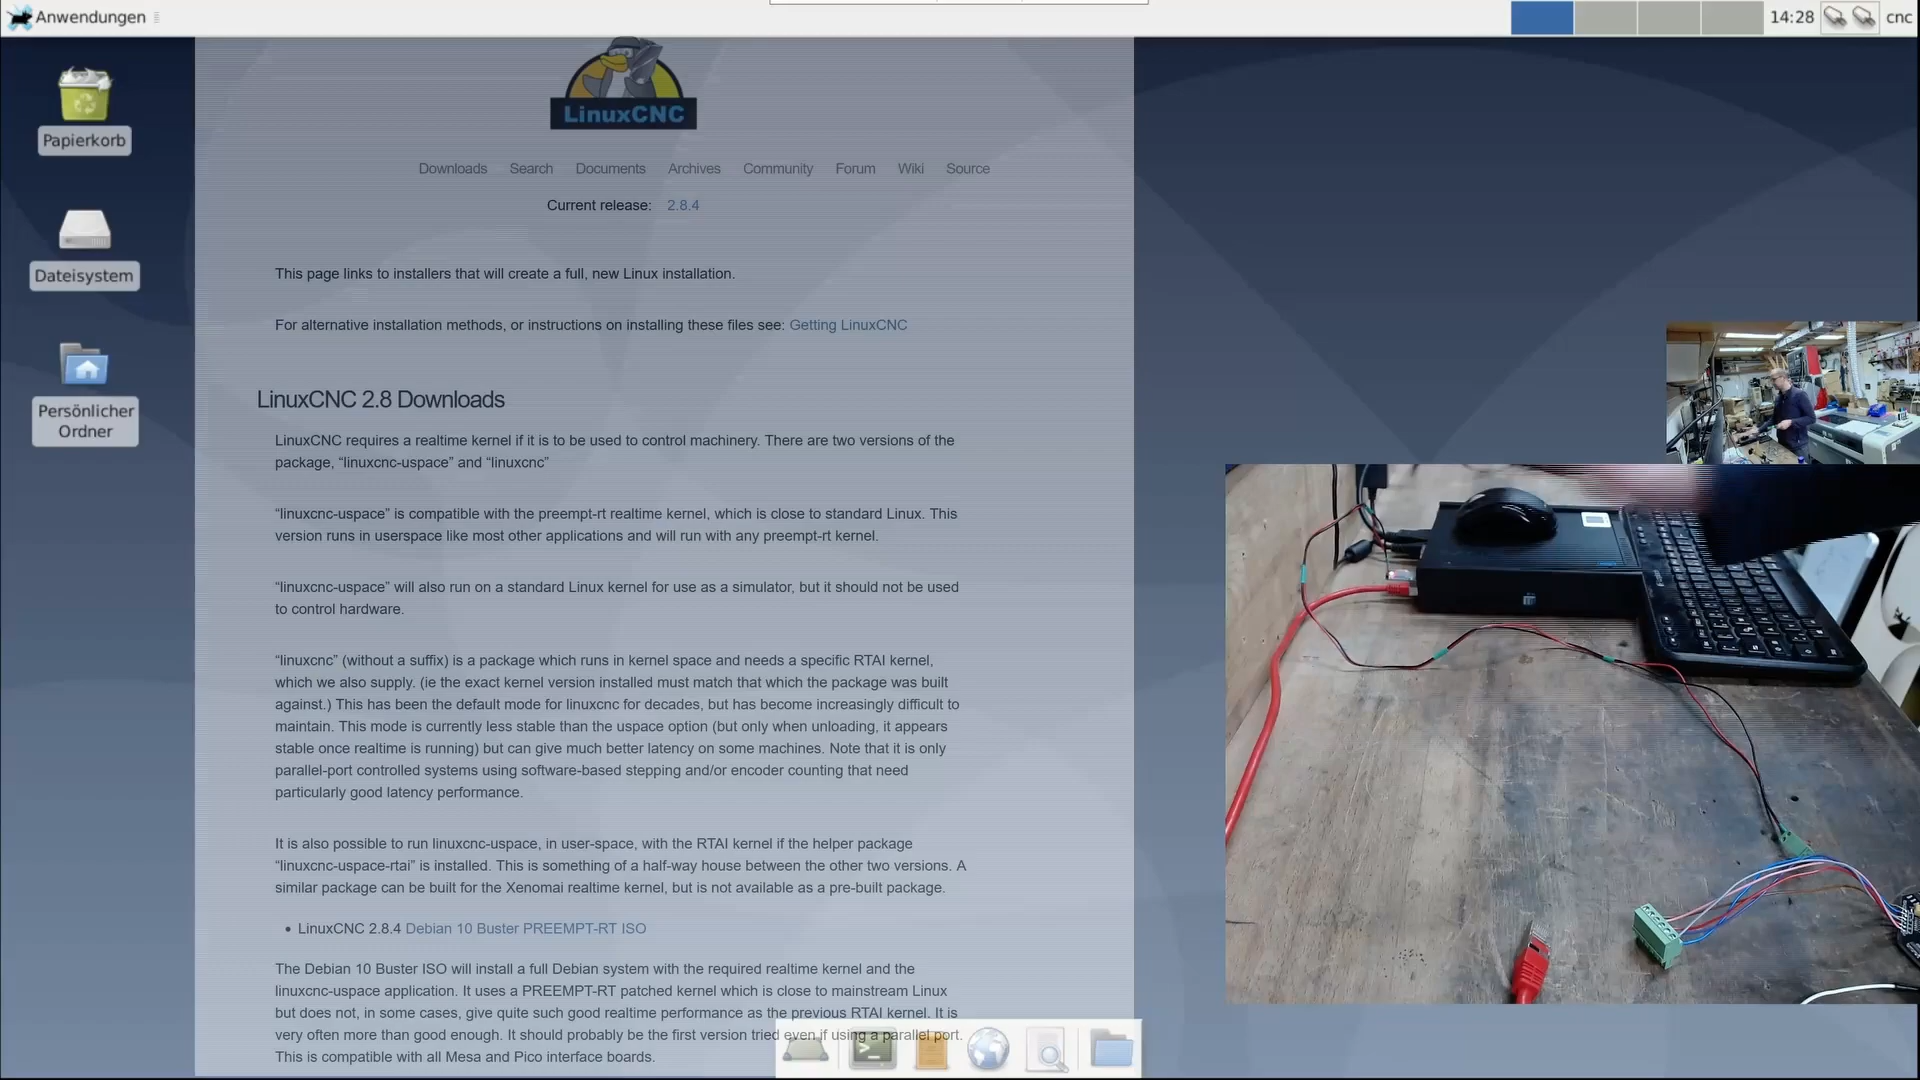 Anwendungen
14:28
cnc
Papierkorb
Dateisystem
Persönlicher
Ordner
LinuxCNC
Downloads Search Documents Archives Community Forum Wiki Source
Current release: 2.8.4
This page links to installers that will create a full, new Linux installation.
For alternative installation methods, or instructions on installing these files see: Getting LinuxCNC
LinuxCNC 2.8 Downloads
LinuxCNC requires a realtime kernel if it is to be used to control machinery. There are two versions of the
package, “linuxcnc-uspace” and “linuxcnc”
“linuxcnc-uspace” is compatible with the preempt-rt realtime kernel, which is close to standard Linux. This
version runs in userspace like most other applications and will run with any preempt-rt kernel.
“linuxcnc-uspace” will also run on a standard Linux kernel for use as a simulator, but it should not be used
to control hardware.
“linuxcnc” (without a suffix) is a package which runs in kernel space and needs a specific RTAI kernel,
which we also supply. (ie the exact kernel version installed must match that which the package was built
against.) This has been the default mode for linuxcnc for decades, but has become increasingly difficult to
maintain. This mode is currently less stable than the uspace option (but only when unloading, it appears
stable once realtime is running) but can give much better latency on some machines. Note that it is only
parallel-port controlled systems using software-based stepping and/or encoder counting that need
particularly good latency performance.
It is also possible to run linuxcnc-uspace, in user-space, with the RTAI kernel if the helper package
“linuxcnc-uspace-rtai” is installed. This is something of a half-way house between the other two versions. A
similar package can be built for the Xenomai realtime kernel, but is not available as a pre-built package.
• LinuxCNC 2.8.4 Debian 10 Buster PREEMPT-RT ISO
The Debian 10 Buster ISO will install a full Debian system with the required realtime kernel and the
linuxcnc-uspace application. It uses a PREEMPT-RT patched kernel which is close to mainstream Linux
but does not, in some cases, give quite such good realtime performance as the previous RTAI kernel. It is
very often more than good enough. It should probably be the first version tried even if using a parallel port.
This is compatible with all Mesa and Pico interface boards.